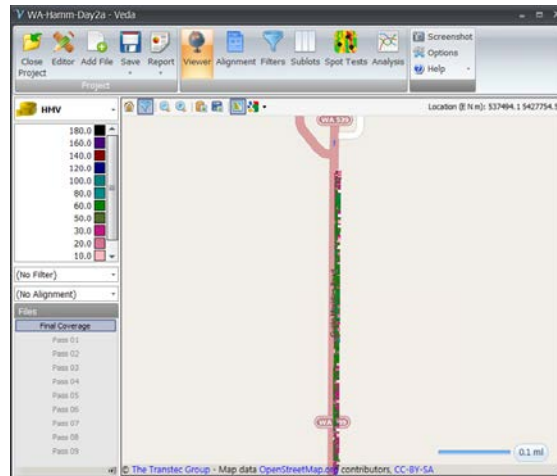 WA-Hamm-Day2a - Veda
Close Project
Editor
Add File
Save
Report
Viewer
Alignment
Filters
Sublots
Spot Tests
Analysis
Screenshot
Options
Help
Project
HMV
Location (E N m): 537494.1 5427754.
WA 539
180.0
160.0
140.0
120.0
100.0
80.0
60.0
50.0
30.0
20.0
10.0
(No Filter)
(No Alignment)
Files
Final Coverage
Pass 01
Pass 02
Pass 03
Pass 04
Pass 05
Pass 06
Pass 07
Pass 08
Pass 09
0.1 mi
© The Transtec Group - Map data OpenStreetMap.org contributors, CC-BY-SA